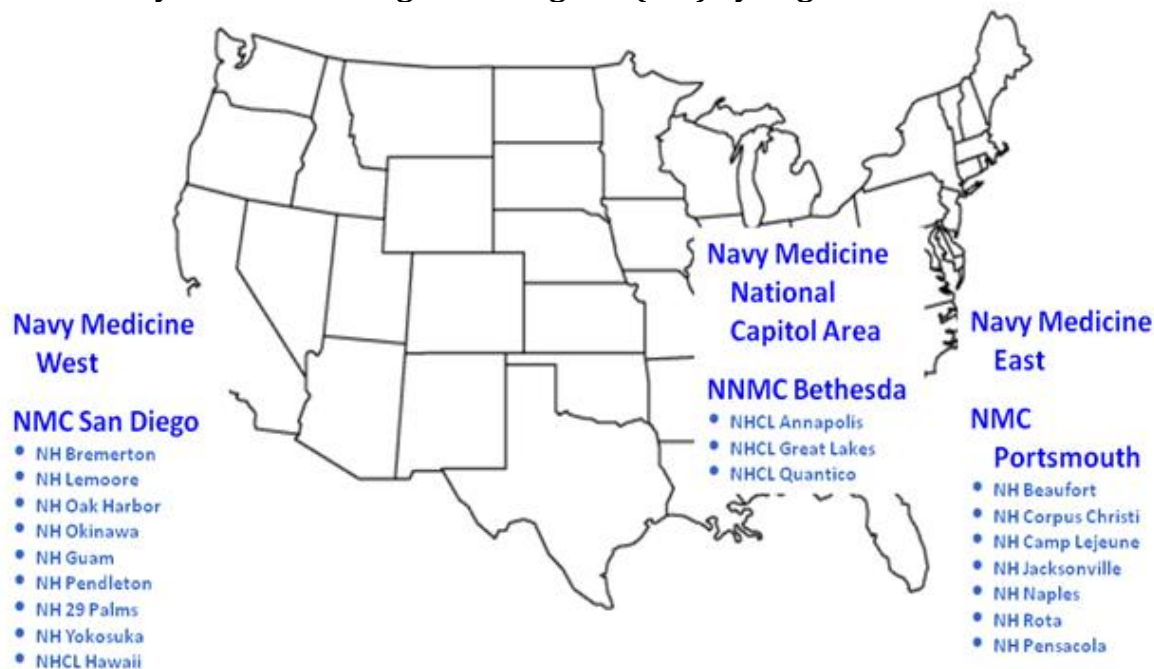 Navy Medicine
West
NMC San Diego
• NH Bremerton
• NH Lemoore
• NH Oak Harbor
• NH Okinawa
• NH Guam
• NH Pendleton
• NH 29 Palms
• NH Yokosuka
• NHCL Hawaii
Navy Medicine
National
Capitol Area
NNMC Bethesda
• NHCL Annapolis
• NHCL Great Lakes
• NHCL Quantico
Navy Medicine
East
NMC
Portsmouth
• NH Beaufort
• NH Corpus Christi
• NH Camp Lejeune
• NH Jacksonville
• NH Naples
• NH Rota
• NH Pensacola